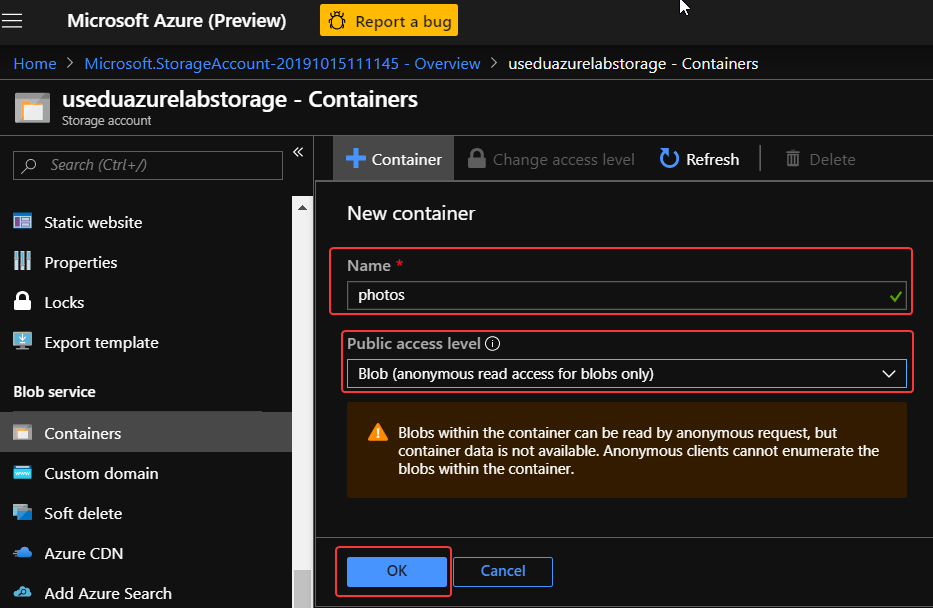 Microsoft Azure (Preview)
Report a bug
Home > Microsoft.StorageAccount-20191015111145 - Overview > useduazurelabstorage - Containers
useduazurelabstorage - Containers
Storage account
Search (Ctrl+/)
«
Static website
Properties
Locks
Export template
Blob service
Containers
Custom domain
Soft delete
Azure CDN
Add Azure Search
+ Container
Change access level
Refresh
Delete
New container
Name *
photos
Public access level
Blob (anonymous read access for blobs only)
Blobs within the container can be read by anonymous request, but
container data is not available. Anonymous clients cannot enumerate the
blobs within the container.
OK
Cancel